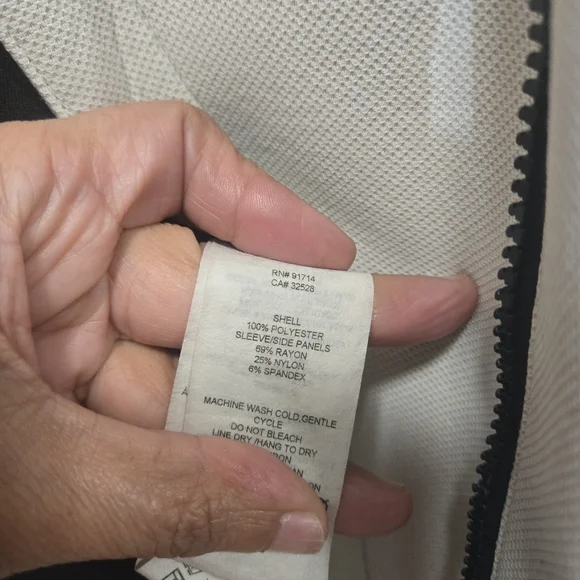 RN# 91714
CA# 32528
SHELL
100% POLYESTER
SLEEVE/SIDE PANELS
69% RAYON
25% NYLON
6% SPANDEX
MACHINE WASH COLD,GENTLE
CYCLE
DO NOT BLEACH
LINE DRY /HANG TO DRY